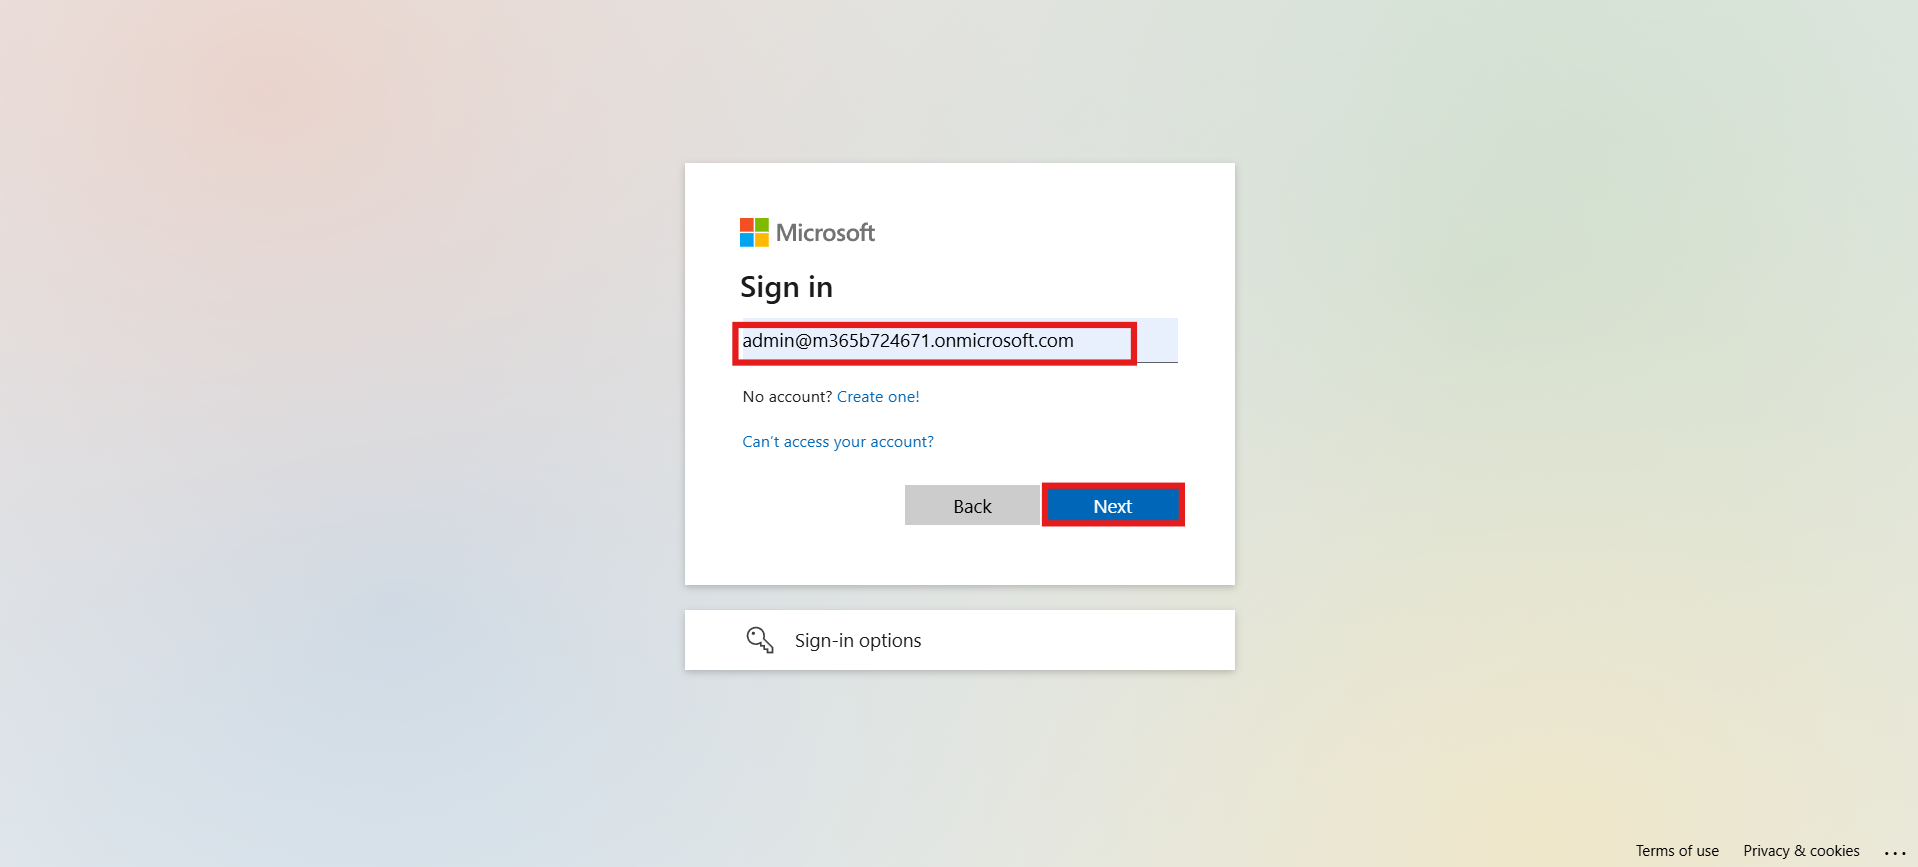 Microsoft
Sign in
admin@m365b724671.onmicrosoft.com
No account? Create one!
Can't access your account?
Back
Next
Sign-in options
Terms of use
Privacy & cookies
...